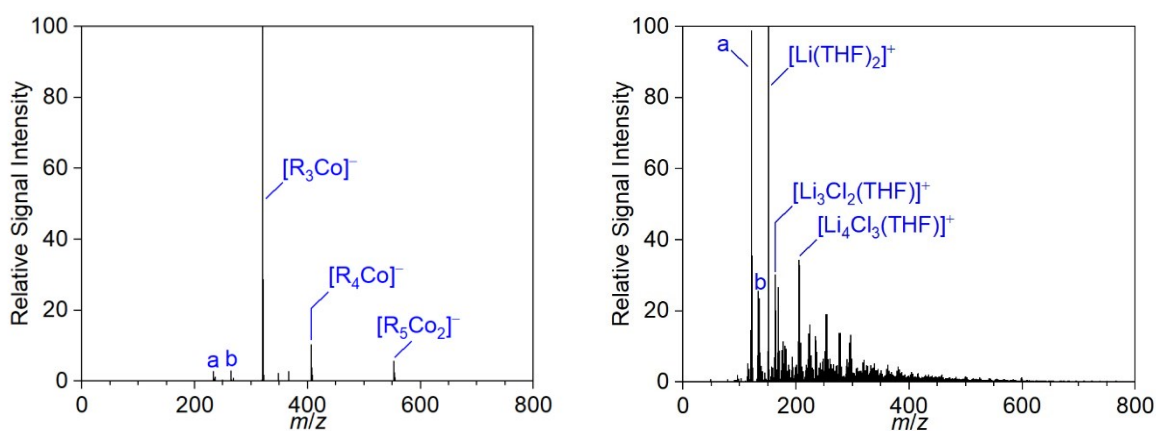 100
80
60
40
20
0
Relative Signal Intensity
0 200 400 600 800
m/z
a b
[R₃Co]⁻
[R₄Co]⁻
[R₅Co₂]⁻
100
80
60
40
20
0
Relative Signal Intensity
0 200 400 600 800
m/z
a
b
[Li(THF)₂]⁺
[Li₃Cl₂(THF)]⁺
[Li₄Cl₃(THF)]⁺